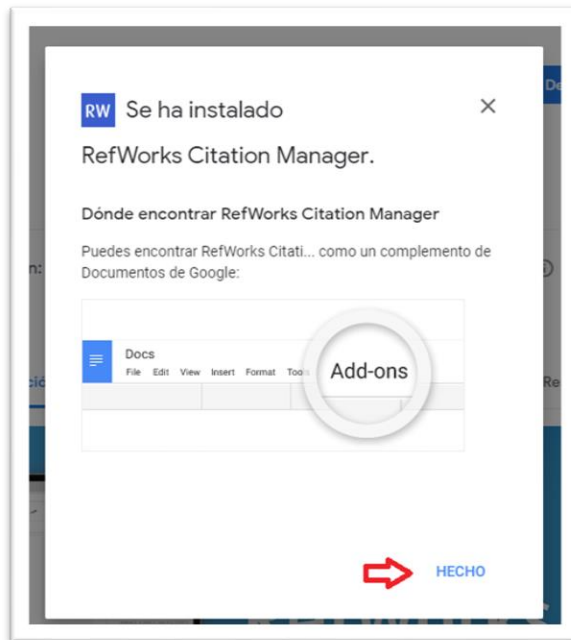 RW Se ha instalado
RefWorks Citation Manager.
Dónde encontrar RefWorks Citation Manager
Puedes encontrar RefWorks Citati... como un complemento de
Documentos de Google:
Docs
File Edit View Insert Format Tools
Add-ons
HECHO